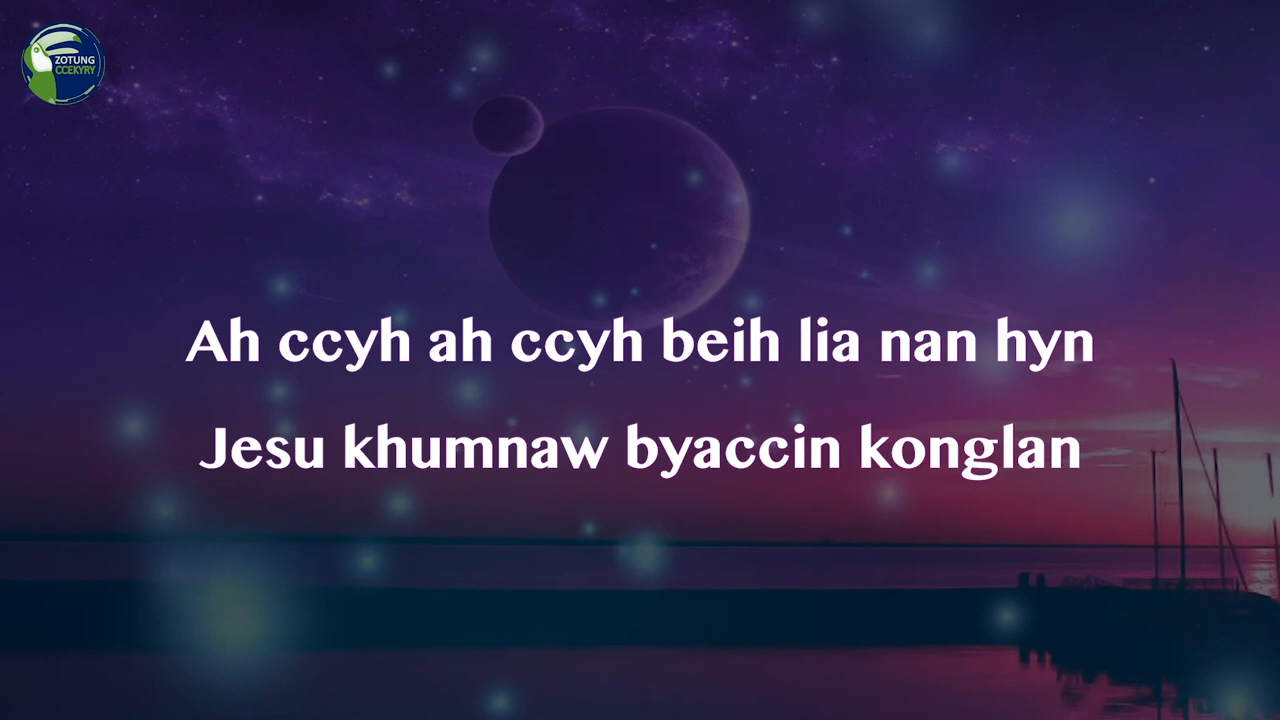 ZOTUNG
CCEKYRY
Ah ccyh ah ccyh beih lia nan hyn
Jesu khumnaw byaccin konglan